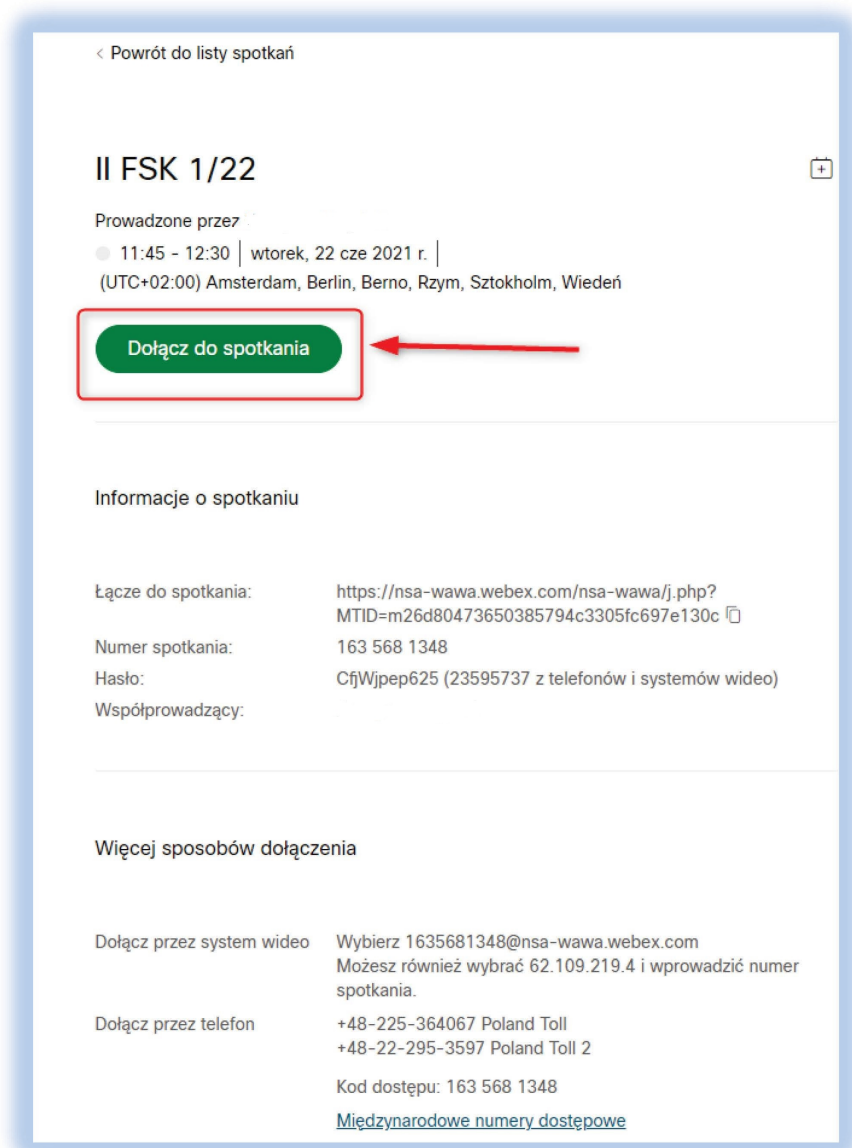 < Powrót do listy spotkań
II FSK 1/22
Prowadzone przez
11:45 - 12:30 | wtorek, 22 cze 2021 r. |
(UTC+02:00) Amsterdam, Berlin, Berno, Rzym, Sztokholm, Wiedeń
Dołącz do spotkania
Informacje o spotkaniu
Łącze do spotkania: https://nsa-wawa.webex.com/nsa-wawa/j.php?
MTID=m26d80473650385794c3305fc697e130c
Numer spotkania: 163 568 1348
Hasło: CfjWjpep625 (23595737 z telefonów i systemów wideo)
Współprowadzący:
Więcej sposobów dołączenia
Dołącz przez system wideo Wybierz 1635681348@nsa-wawa.webex.com
Możesz również wybrać 62.109.219.4 i wprowadzić numer
spotkania.
Dołącz przez telefon +48-225-364067 Poland Toll
+48-22-295-3597 Poland Toll 2
Kod dostępu: 163 568 1348
Międzynarodowe numery dostępowe